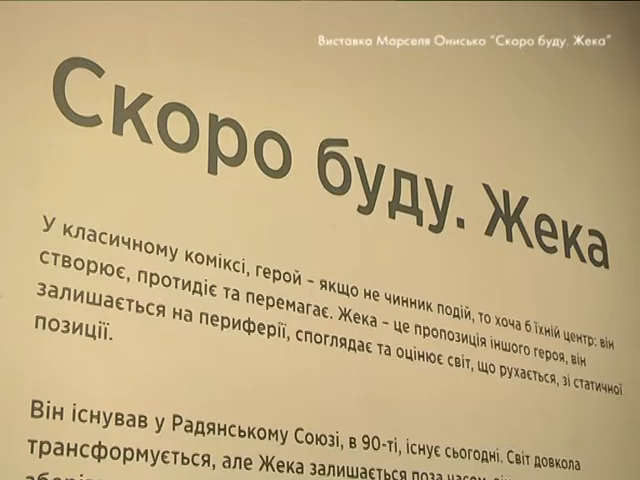 Виставка Марселя Онисько "Скоро буду. Жека"
Скоро буду. Жека
У класичному коміксі, герой – якщо не чинник подій, то хоча б їхній центр: він
створює, протидіє та перемагає. Жека – це пропозиція іншого героя, він
залишається на периферії, споглядає та оцінює світ, що рухається, зі статичної
позиції.
Він існував у Радянському Союзі, в 90-ті, існує сьогодні. Світ довкола
трансформується, але Жека залишається поза часом